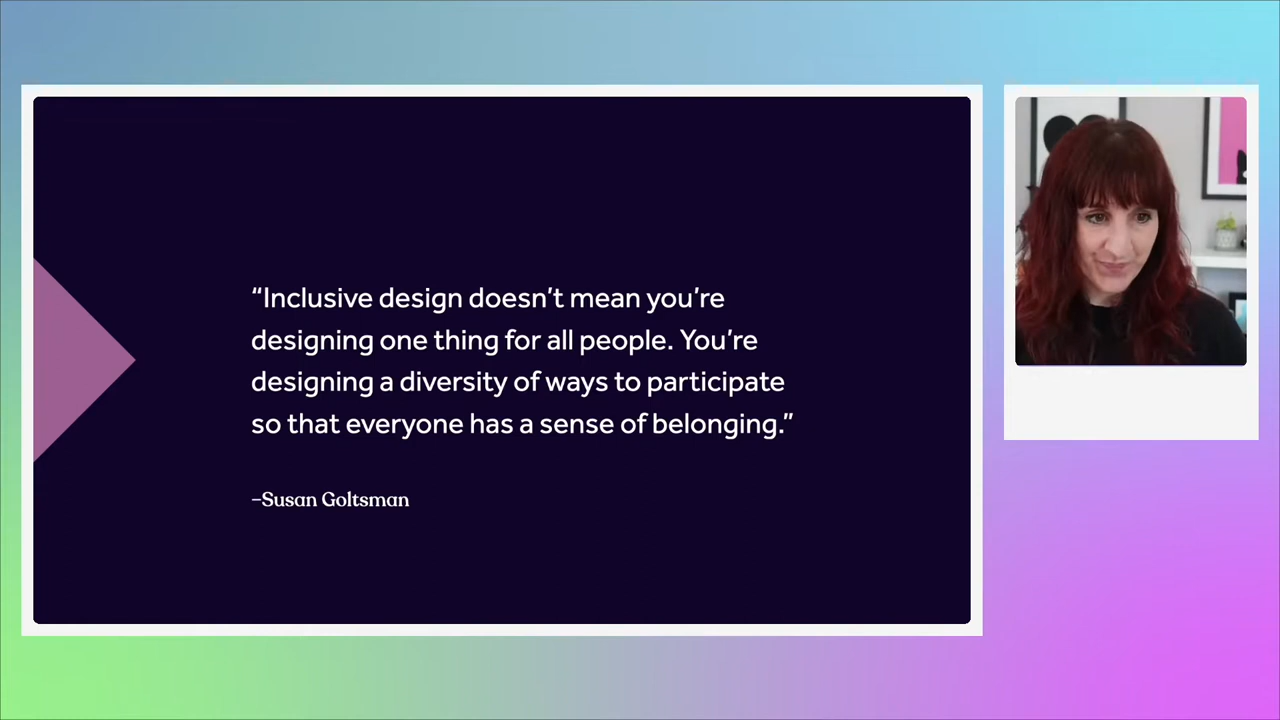 “Inclusive design doesn’t mean you’re
designing one thing for all people. You’re
designing a diversity of ways to participate
so that everyone has a sense of belonging.”
–Susan Goltsman